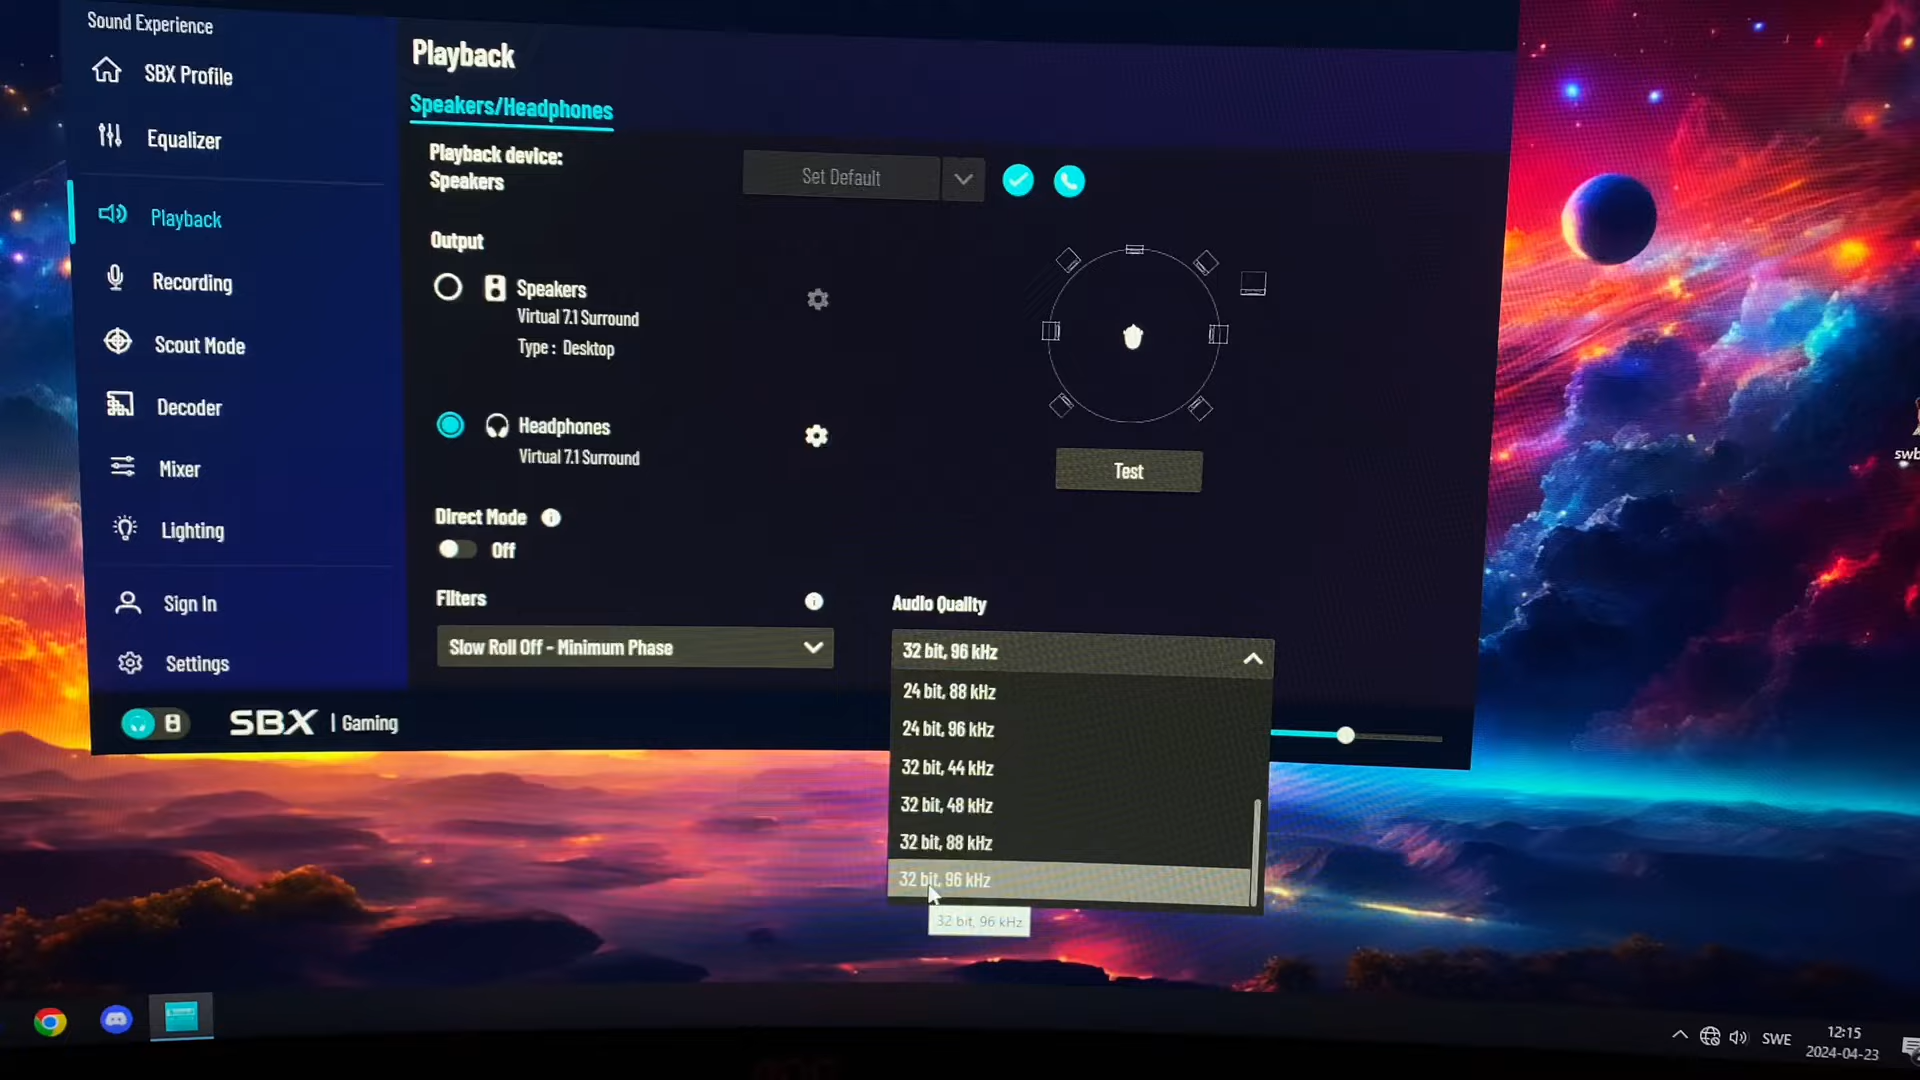 Sound Experience
SBX Profile
Equalizer
Playback
Recording
Scout Mode
Decoder
Mixer
Lighting
Sign In
Settings
SBX | Gaming
Playback
Speakers/Headphones
Playback device:
Speakers
Set Default
Output
Speakers
Virtual 7.1 Surround
Type : Desktop
Headphones
Virtual 7.1 Surround
Test
Direct Mode
Off
Filters
Slow Roll Off - Minimum Phase
Audio Quality
32 bit, 96 kHz
24 bit, 88 kHz
24 bit, 96 kHz
32 bit, 44 kHz
32 bit, 48 kHz
32 bit, 88 kHz
32 bit, 96 kHz
32 bit, 96 kHz
SWE
12:15
2024-04-23